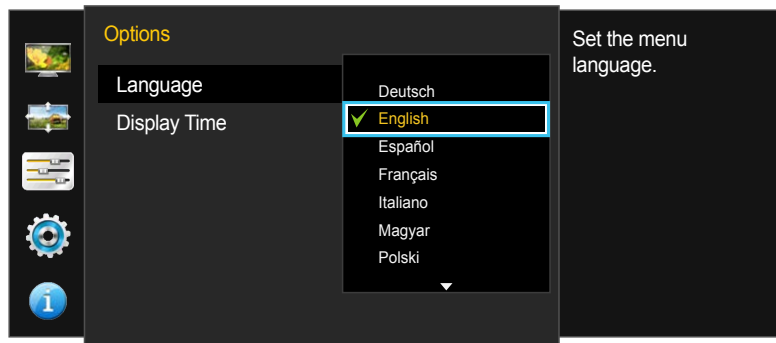 Options
Language
Display Time
Deutsch
English
Español
Français
Italiano
Magyar
Polski
Set the menu
language.